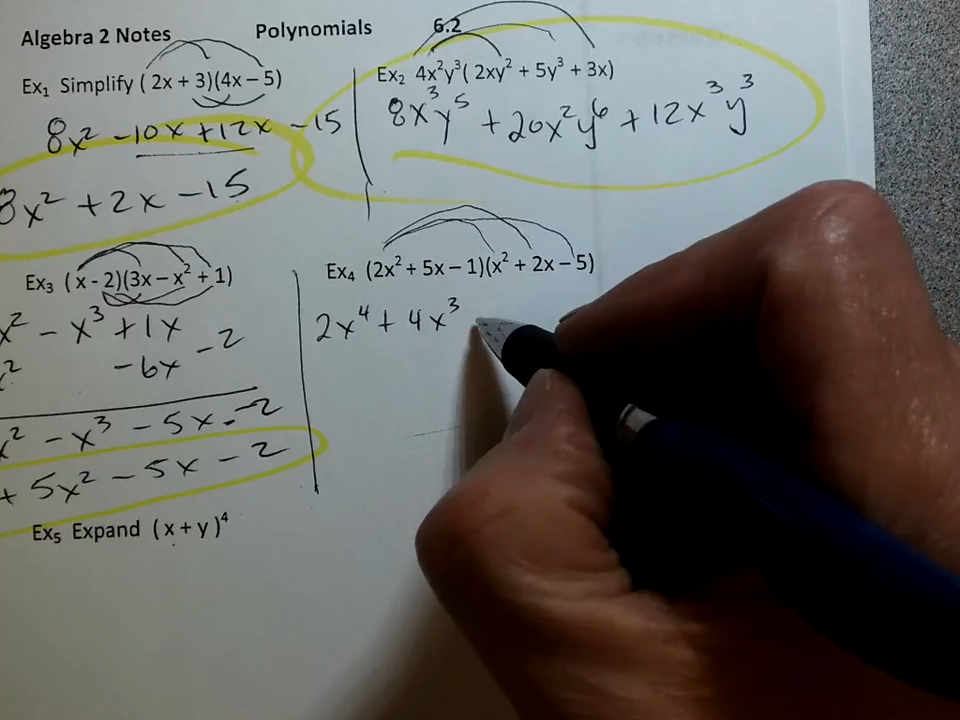 Algebra 2 Notes Polynomials 6.2
Ex₁ Simplify (2x + 3)(4x − 5)
8x² − 10x + 12x − 15
8x² + 2x − 15
Ex₂ 4x²y³(2xy² + 5y³ + 3x)
8x³y⁵ + 20x²y⁶ + 12x³y³
Ex₃ (x - 2)(3x − x² + 1)
x² − x³ + 1x − 2
− 6x
x² − x³ − 5x − 2
+ 5x² − 5x − 2
Ex₄ (2x² + 5x − 1)(x² + 2x − 5)
2x⁴ + 4x³
Ex₅ Expand (x + y)⁴